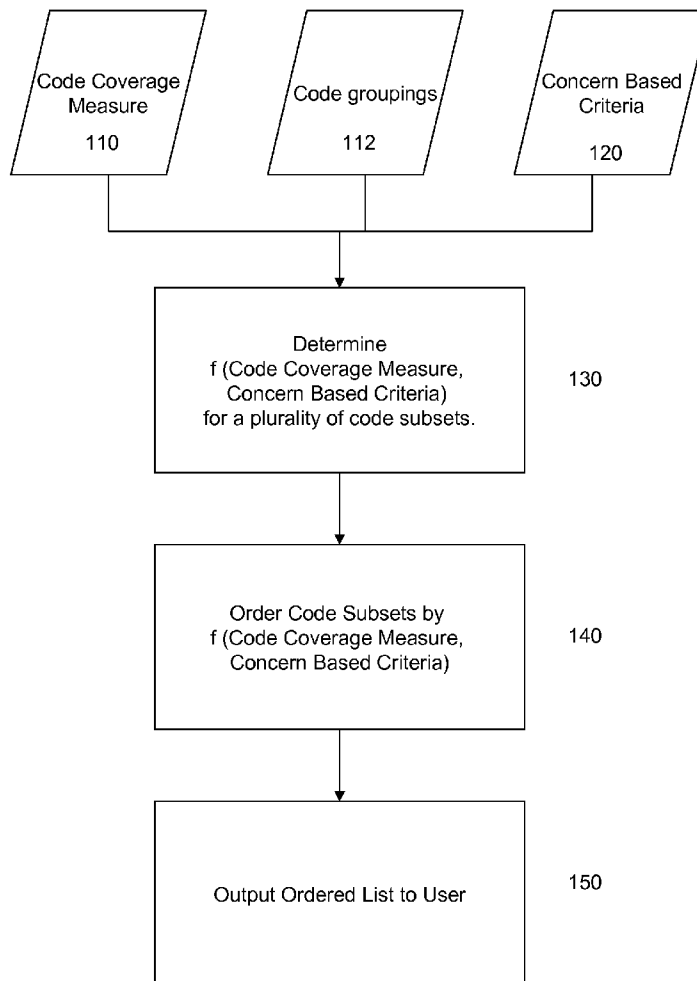 Code Coverage
Measure
110
Code groupings
112
Concern Based
Criteria
120
Determine
f (Code Coverage Measure,
Concern Based Criteria)
for a plurality of code subsets.
130
Order Code Subsets by
f (Code Coverage Measure,
Concern Based Criteria)
140
Output Ordered List to User
150